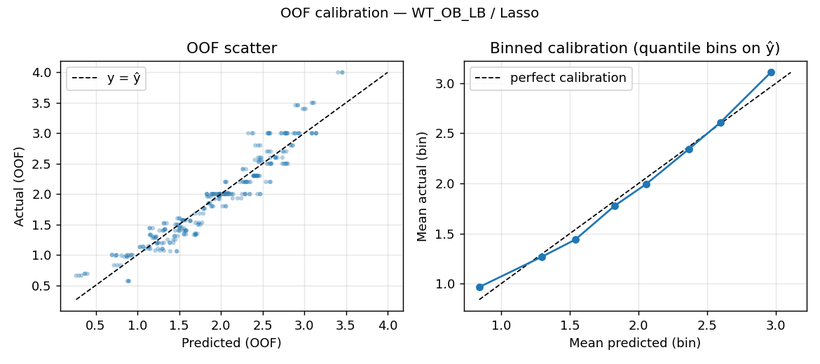 OOF calibration — WT_OB_LB / Lasso
OOF scatter
y = ŷ
4.0
3.5
3.0
2.5
2.0
1.5
1.0
0.5
Actual (OOF)
0.5 1.0 1.5 2.0 2.5 3.0 3.5 4.0
Predicted (OOF)
Binned calibration (quantile bins on ŷ)
perfect calibration
3.0
2.5
2.0
1.5
1.0
Mean actual (bin)
1.0 1.5 2.0 2.5 3.0
Mean predicted (bin)